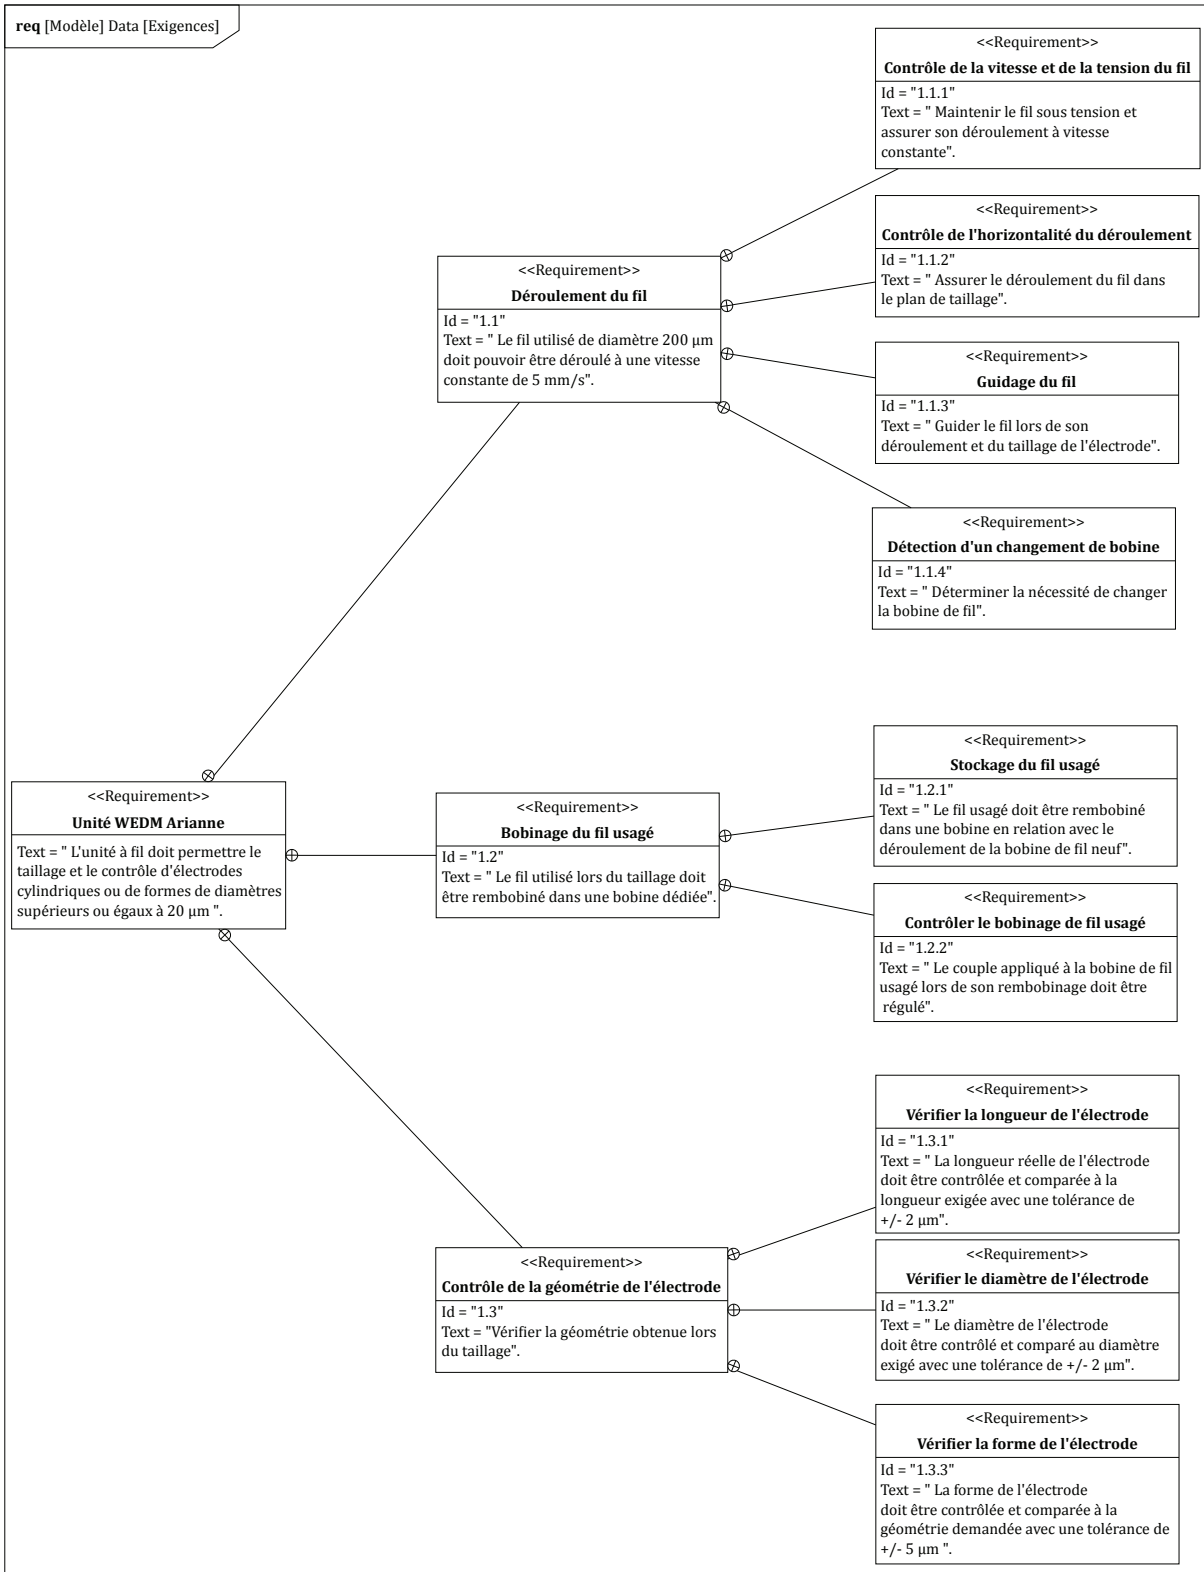 req [Modèle] Data [Exigences]
<<Requirement>>
Contrôle de la vitesse et de la tension du fil
Id = "1.1.1"
Text = " Maintenir le fil sous tension et
assurer son déroulement à vitesse
constante".
<<Requirement>>
Contrôle de l'horizontalité du déroulement
Id = "1.1.2"
Text = " Assurer le déroulement du fil dans
le plan de taillage".
<<Requirement>>
Déroulement du fil
Id = "1.1"
Text = " Le fil utilisé de diamètre 200 µm
doit pouvoir être déroulé à une vitesse
constante de 5 mm/s".
<<Requirement>>
Guidage du fil
Id = "1.1.3"
Text = " Guider le fil lors de son
déroulement et du taillage de l'électrode".
<<Requirement>>
Détection d'un changement de bobine
Id = "1.1.4"
Text = " Déterminer la nécessité de changer
la bobine de fil".
<<Requirement>>
Unité WEDM Arianne
Text = " L'unité à fil doit permettre le
taillage et le contrôle d'électrodes
cylindriques ou de formes de diamètres
supérieurs ou égaux à 20 µm ".
<<Requirement>>
Bobinage du fil usagé
Id = "1.2"
Text = " Le fil utilisé lors du taillage doit
être rembobiné dans une bobine dédiée".
<<Requirement>>
Stockage du fil usagé
Id = "1.2.1"
Text = " Le fil usagé doit être rembobiné
dans une bobine en relation avec le
déroulement de la bobine de fil neuf".
<<Requirement>>
Contrôler le bobinage de fil usagé
Id = "1.2.2"
Text = " Le couple appliqué à la bobine de fil
usagé lors de son rembobinage doit être
régulé".
<<Requirement>>
Vérifier la longueur de l'électrode
Id = "1.3.1"
Text = " La longueur réelle de l'électrode
doit être contrôlée et comparée à la
longueur exigée avec une tolérance de
+/- 2 µm".
<<Requirement>>
Contrôle de la géométrie de l'électrode
Id = "1.3"
Text = "Vérifier la géométrie obtenue lors
du taillage".
<<Requirement>>
Vérifier le diamètre de l'électrode
Id = "1.3.2"
Text = " Le diamètre de l'électrode
doit être contrôlé et comparé au diamètre
exigé avec une tolérance de +/- 2 µm".
<<Requirement>>
Vérifier la forme de l'électrode
Id = "1.3.3"
Text = " La forme de l'électrode
doit être contrôlée et comparée à la
géométrie demandée avec une tolérance de
+/- 5 µm ".